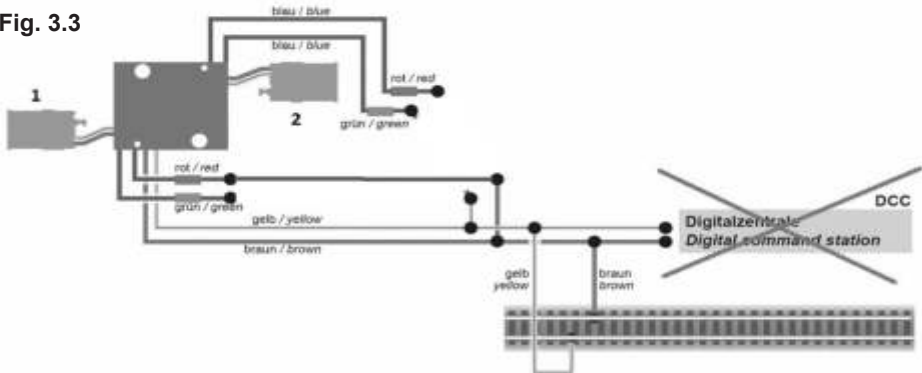 Fig. 3.3
blau / blue
blau / blue
rot / red
1
2
grün / green
rot / red
grün / green
gelb / yellow
braun / brown
DCC
Digitalzentrale
Digital command station
gelb
yellow
braun
brown